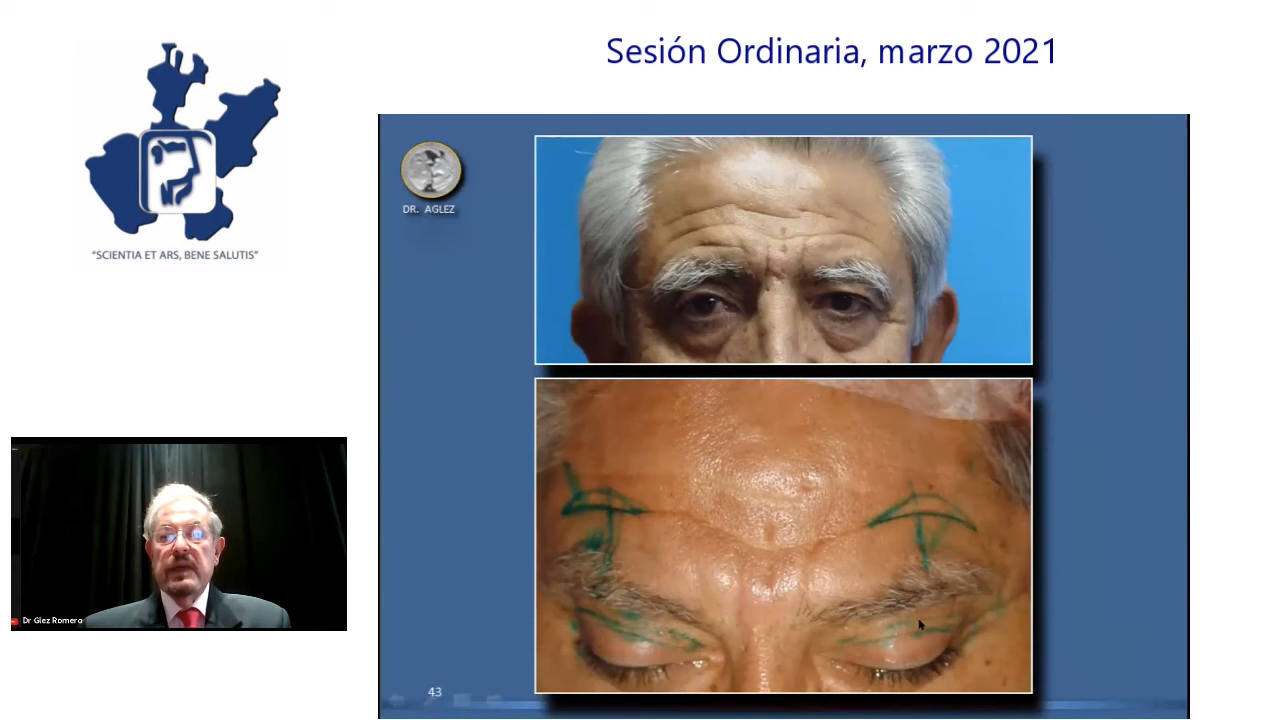 Sesión Ordinaria, marzo 2021
"SCIENTIA ET ARS, BENE SALUTIS"
DR. AGLEZ
Dr Glez Romero
43